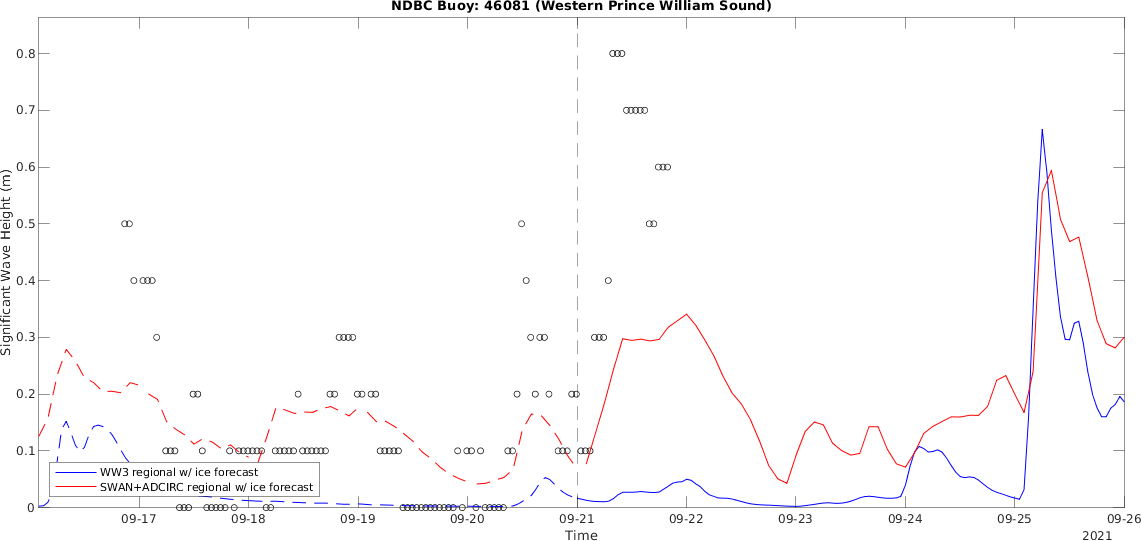 NDBC Buoy: 46081 (Western Prince William Sound)
Significant Wave Height (m)
0.8
0.7
0.6
0.5
0.4
0.3
0.2
0.1
0
WW3 regional w/ ice forecast
SWAN+ADCIRC regional w/ ice forecast
09-17 09-18 09-19 09-20 09-21 09-22 09-23 09-24 09-25 09-26
Time
2021